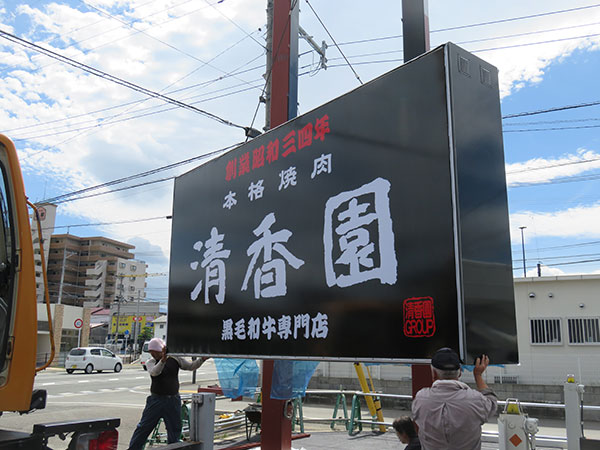 創業昭和三四年
本格焼肉
清香園
黒毛和牛専門店
清香園
GROUP